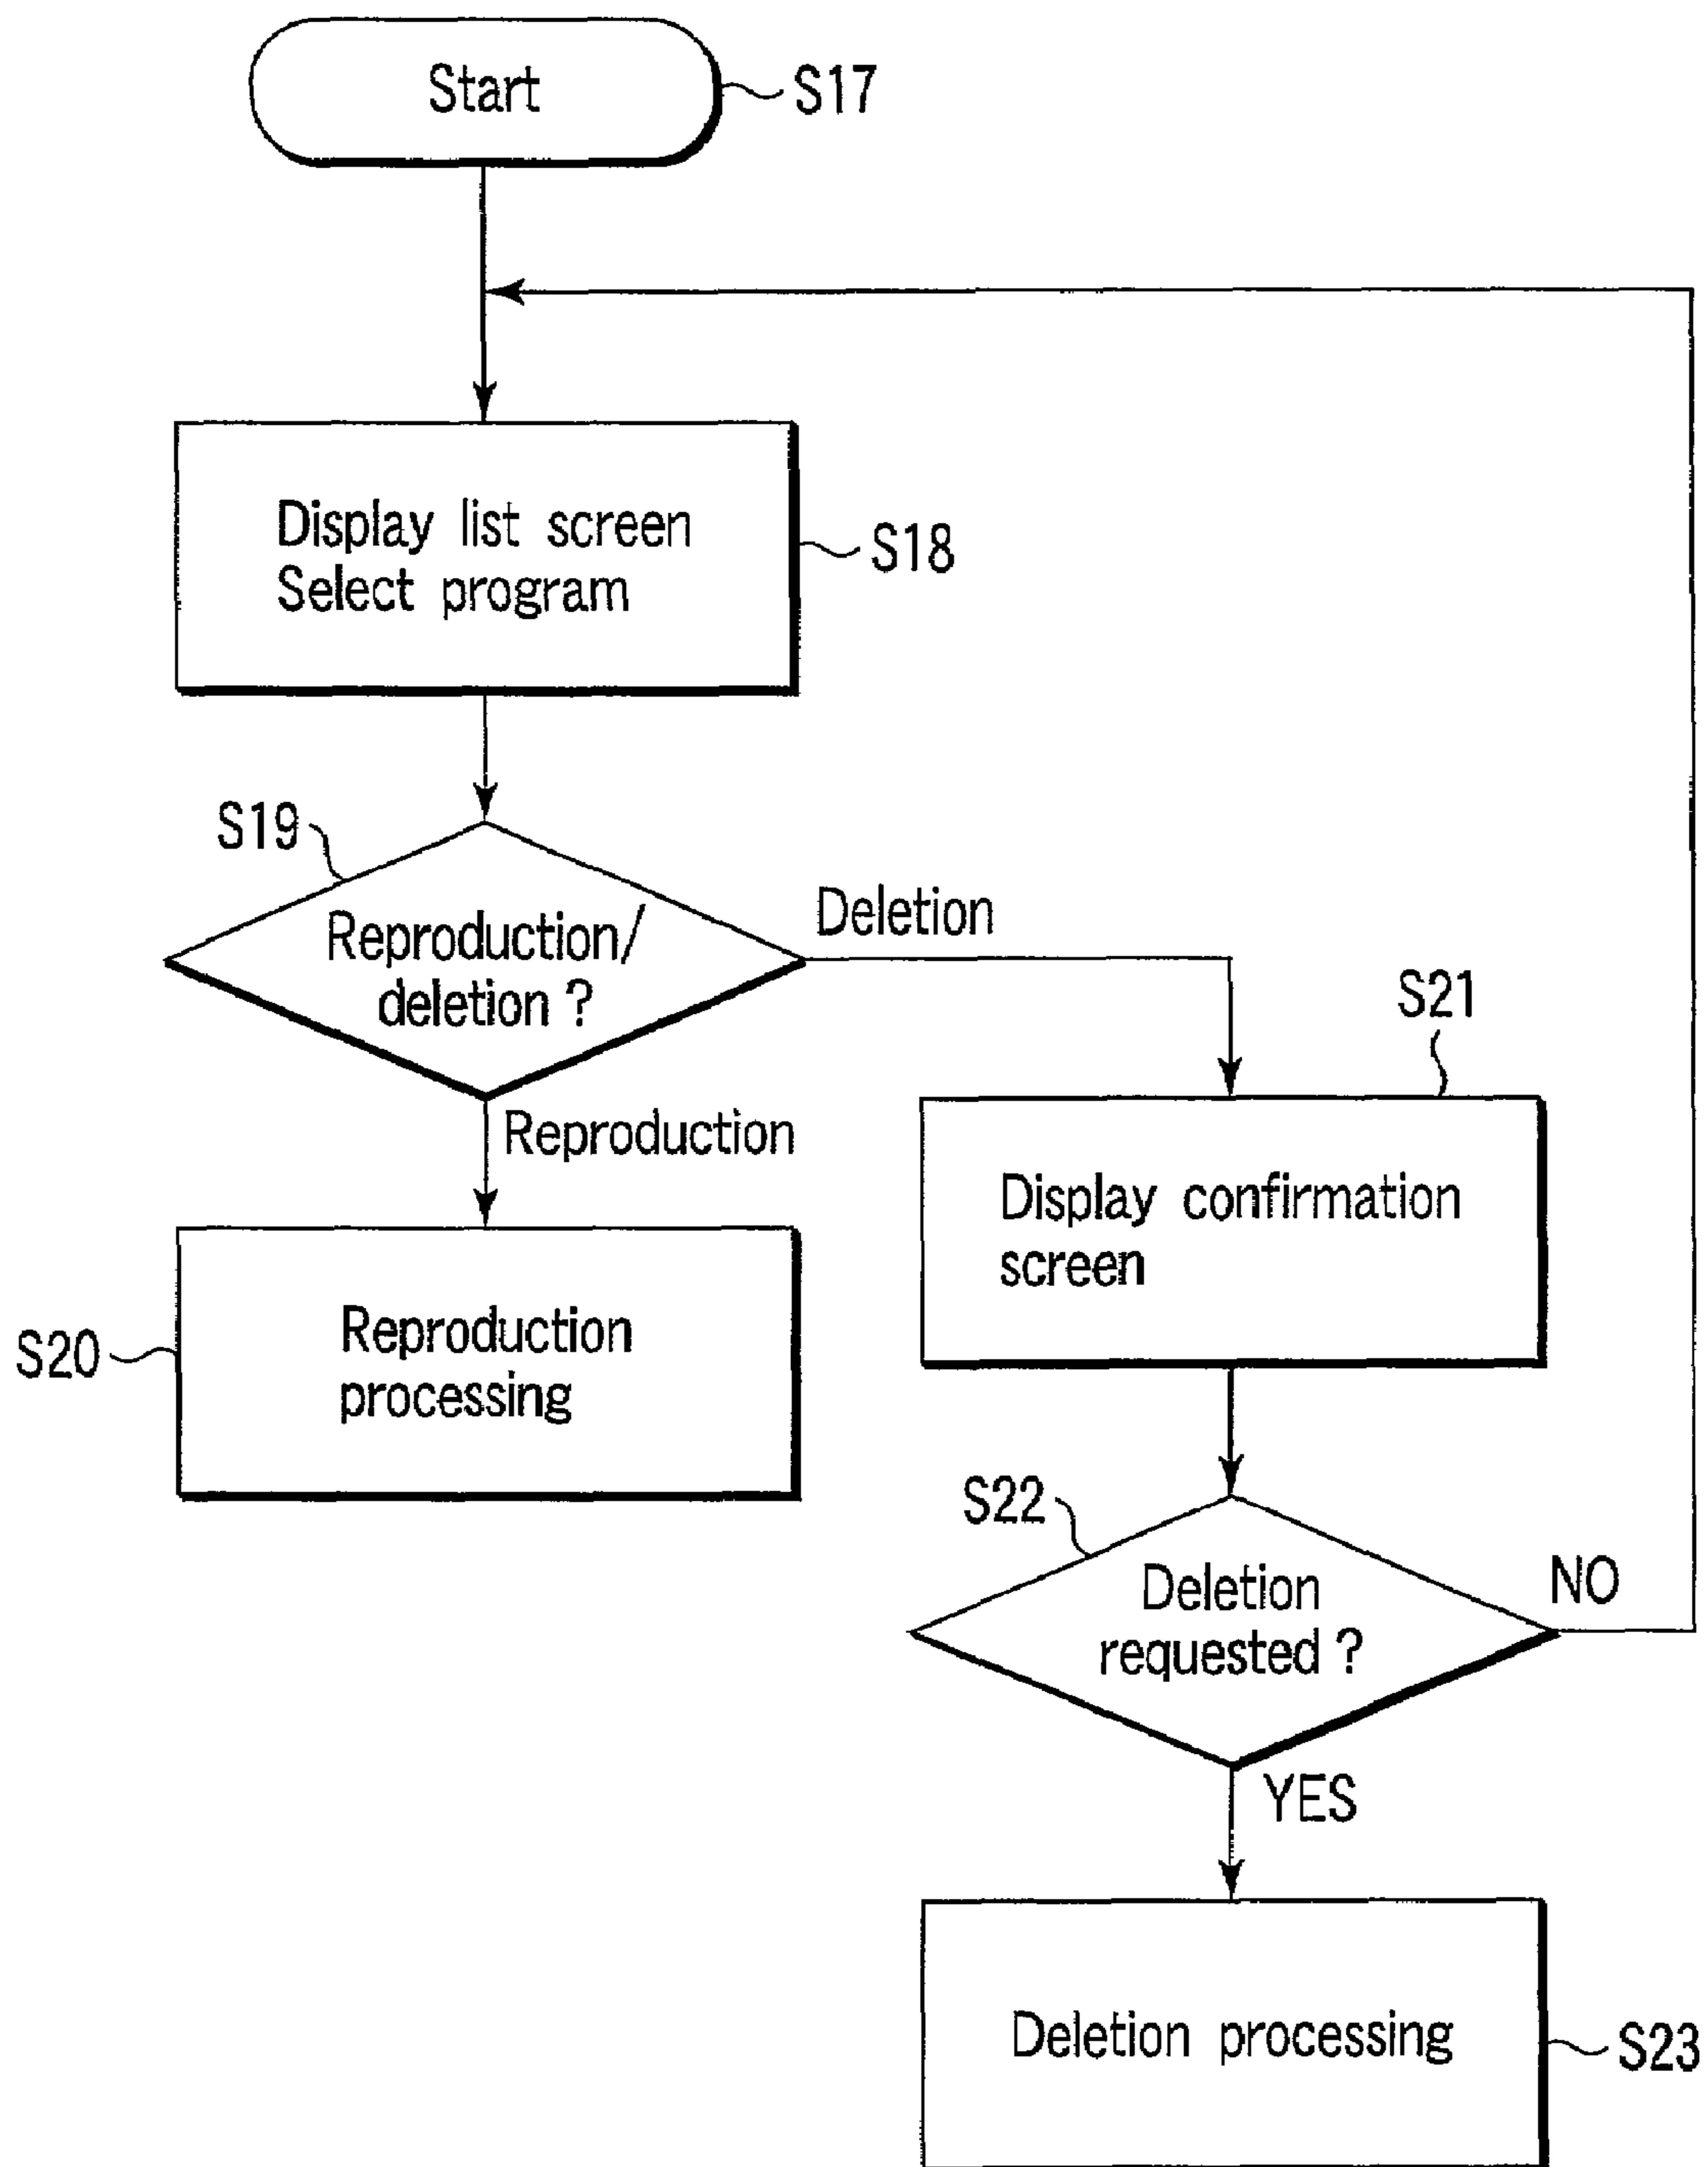 Start
S17
Display list screen
Select program
S18
S19
Reproduction/
deletion ?
Deletion
Reproduction
S20
Reproduction
processing
S21
Display confirmation
screen
S22
Deletion
requested ?
NO
YES
Deletion processing
S23